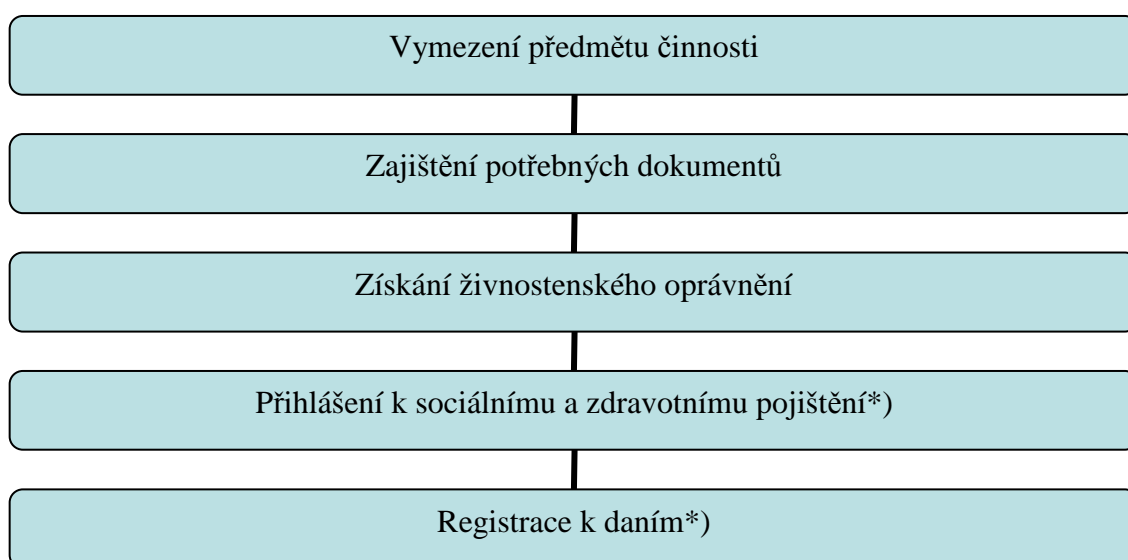 Vymezení předmětu činnosti
Zajištění potřebných dokumentů
Získání živnostenského oprávnění
Přihlášení k sociálnímu a zdravotnímu pojištění*)
Registrace k daním*)